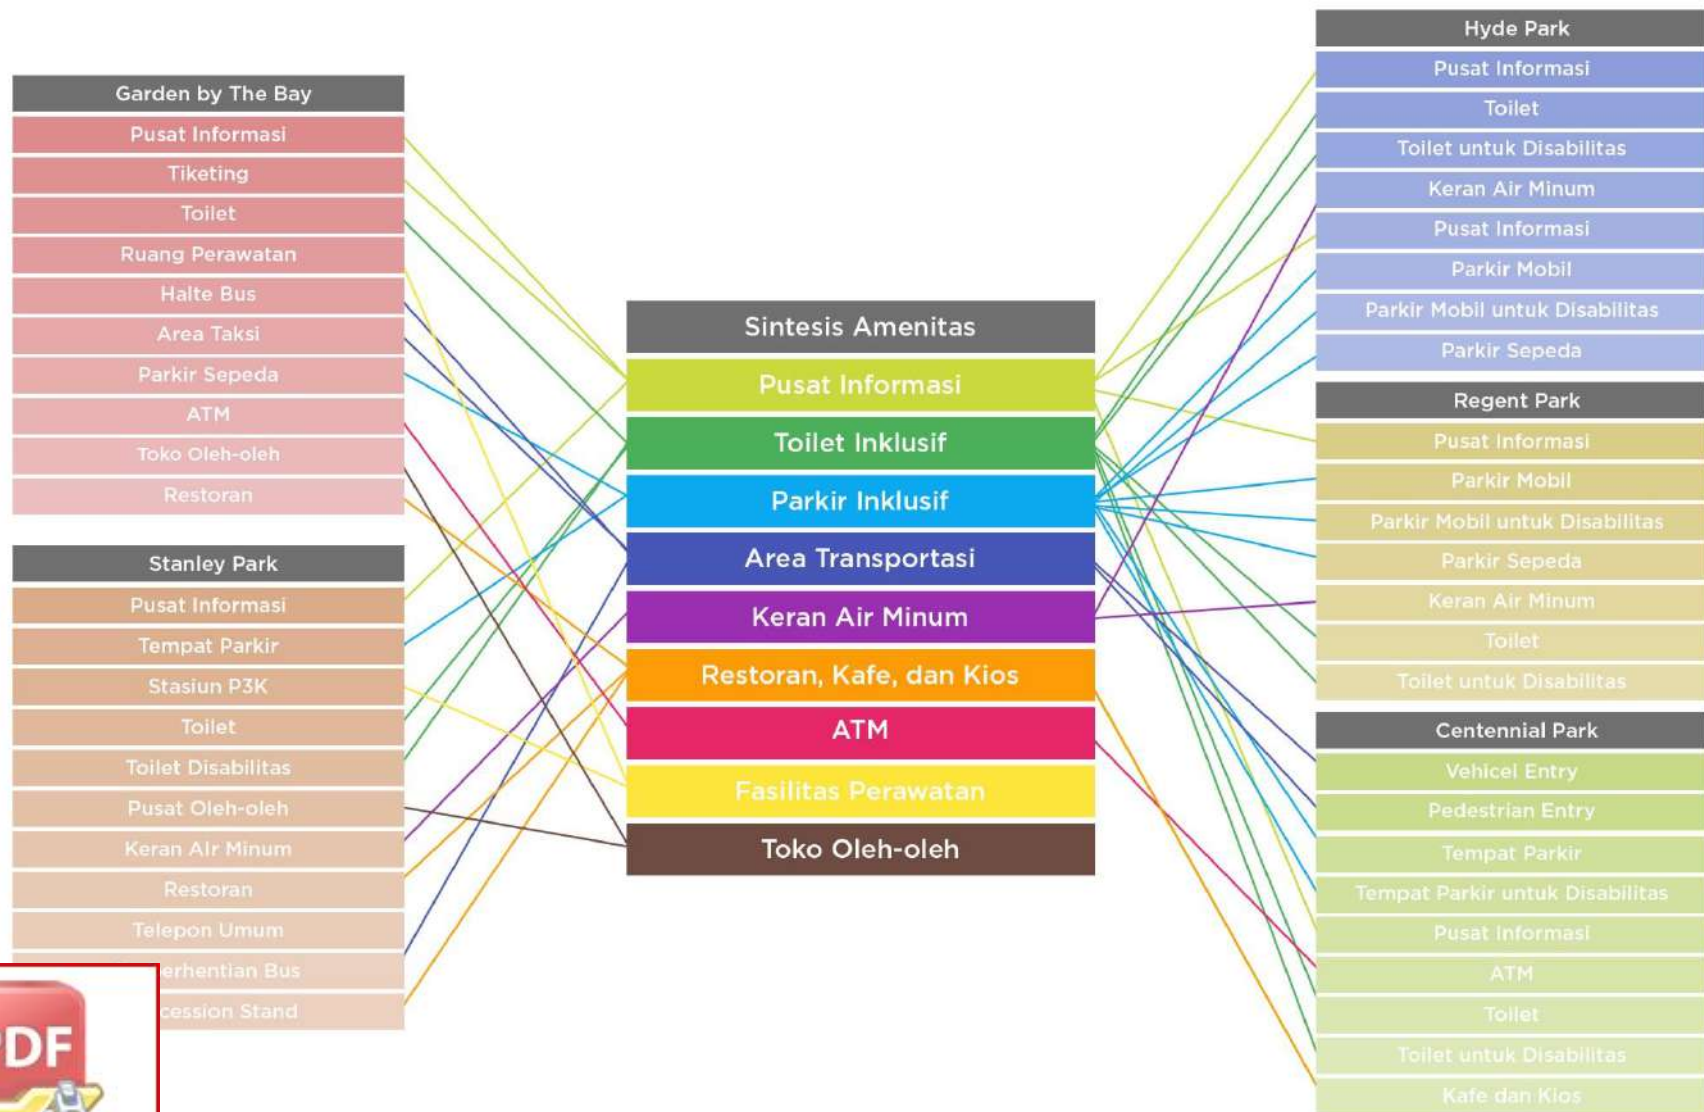 Garden by The Bay
Pusat Informasi
Tiketing
Toilet
Ruang Perawatan
Halte Bus
Area Taksi
Parkir Sepeda
ATM
Toko Oleh-oleh
Restoran
Stanley Park
Pusat Informasi
Tempat Parkir
Stasiun P3K
Toilet
Toilet Disabilitas
Pusat Oleh-oleh
Keran AIr Minum
Restoran
Telepon Umum
Bus
Stand
PDF
Sintesis Amenitas
Pusat Informasi
Toilet Inklusif
Parkir Inklusif
Area Transportasi
Keran Air Minum
Restoran, Kafe, dan Kios
ATM
Fasilitas Perawatan
Toko Oleh-oleh
Hyde Park
Pusat Informasi
Toilet
Toilet untuk Disabilitas
Keran Air Minum
Pusat Informasi
Parkir Mobil
Parkir Mobil untuk Disabilitas
Parkir Sepeda
Regent Park
Pusat Informasi
Parkir Mobil
Parkir Mobil untuk Disabilitas
Parkir Sepeda
Keran Air Minum
Toilet
Toilet untuk Disabilitas
Centennial Park
Vehicel Entry
Pedestrian Entry
Tempat Parkir
Tempat Parkir untuk Disabilitas
Pusat Informasi
ATM
Toilet
Toilet untuk Disabilitas
Kafe dan Kios